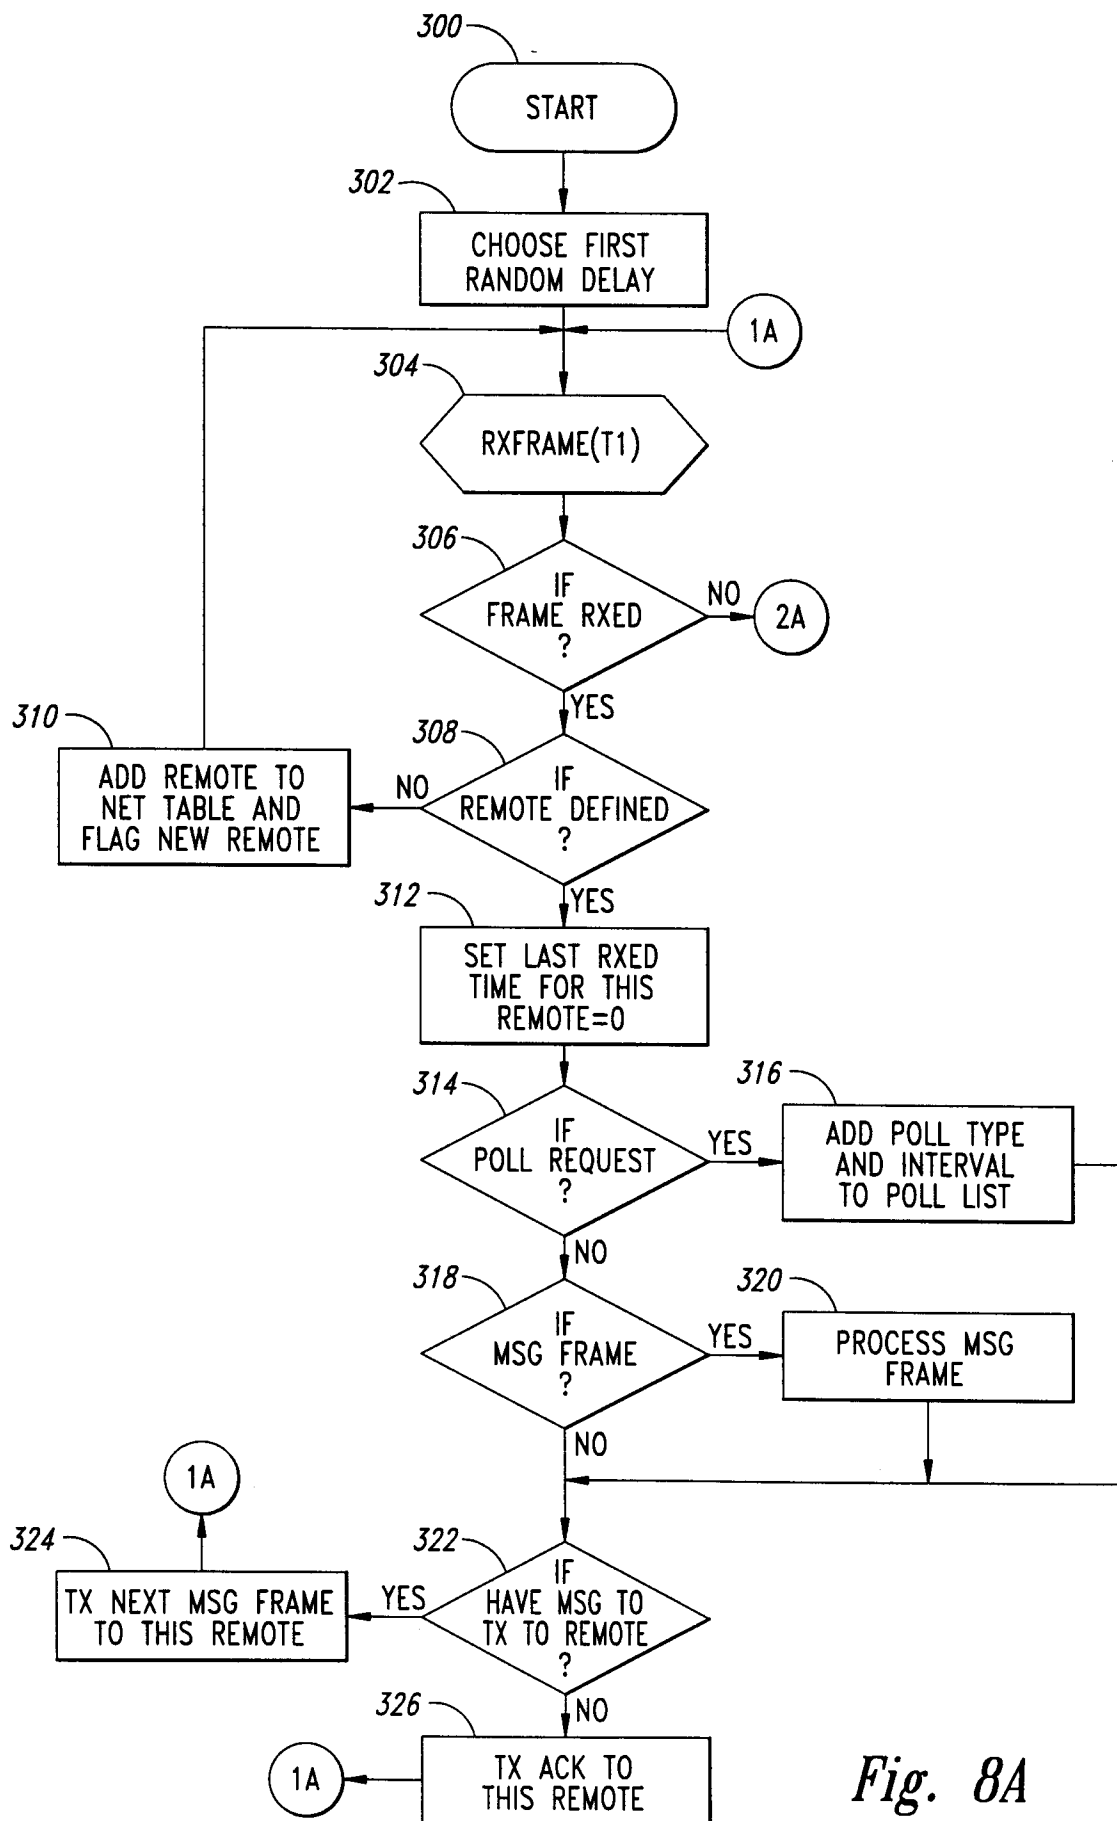 300
START
302
CHOOSE FIRST
RANDOM DELAY
1A
304
RXFRAME(T1)
306
IF
FRAME RXED
?
NO
2A
YES
310
ADD REMOTE TO
NET TABLE AND
FLAG NEW REMOTE
308
NO
IF
REMOTE DEFINED
?
YES
312
SET LAST RXED
TIME FOR THIS
REMOTE=0
314
IF
POLL REQUEST
?
YES
316
ADD POLL TYPE
AND INTERVAL
TO POLL LIST
NO
318
IF
MSG FRAME
?
YES
320
PROCESS MSG
FRAME
NO
1A
324
TX NEXT MSG FRAME
TO THIS REMOTE
322
YES
IF
HAVE MSG TO
TX TO REMOTE
?
NO
326
1A
TX ACK TO
THIS REMOTE
Fig. 8A